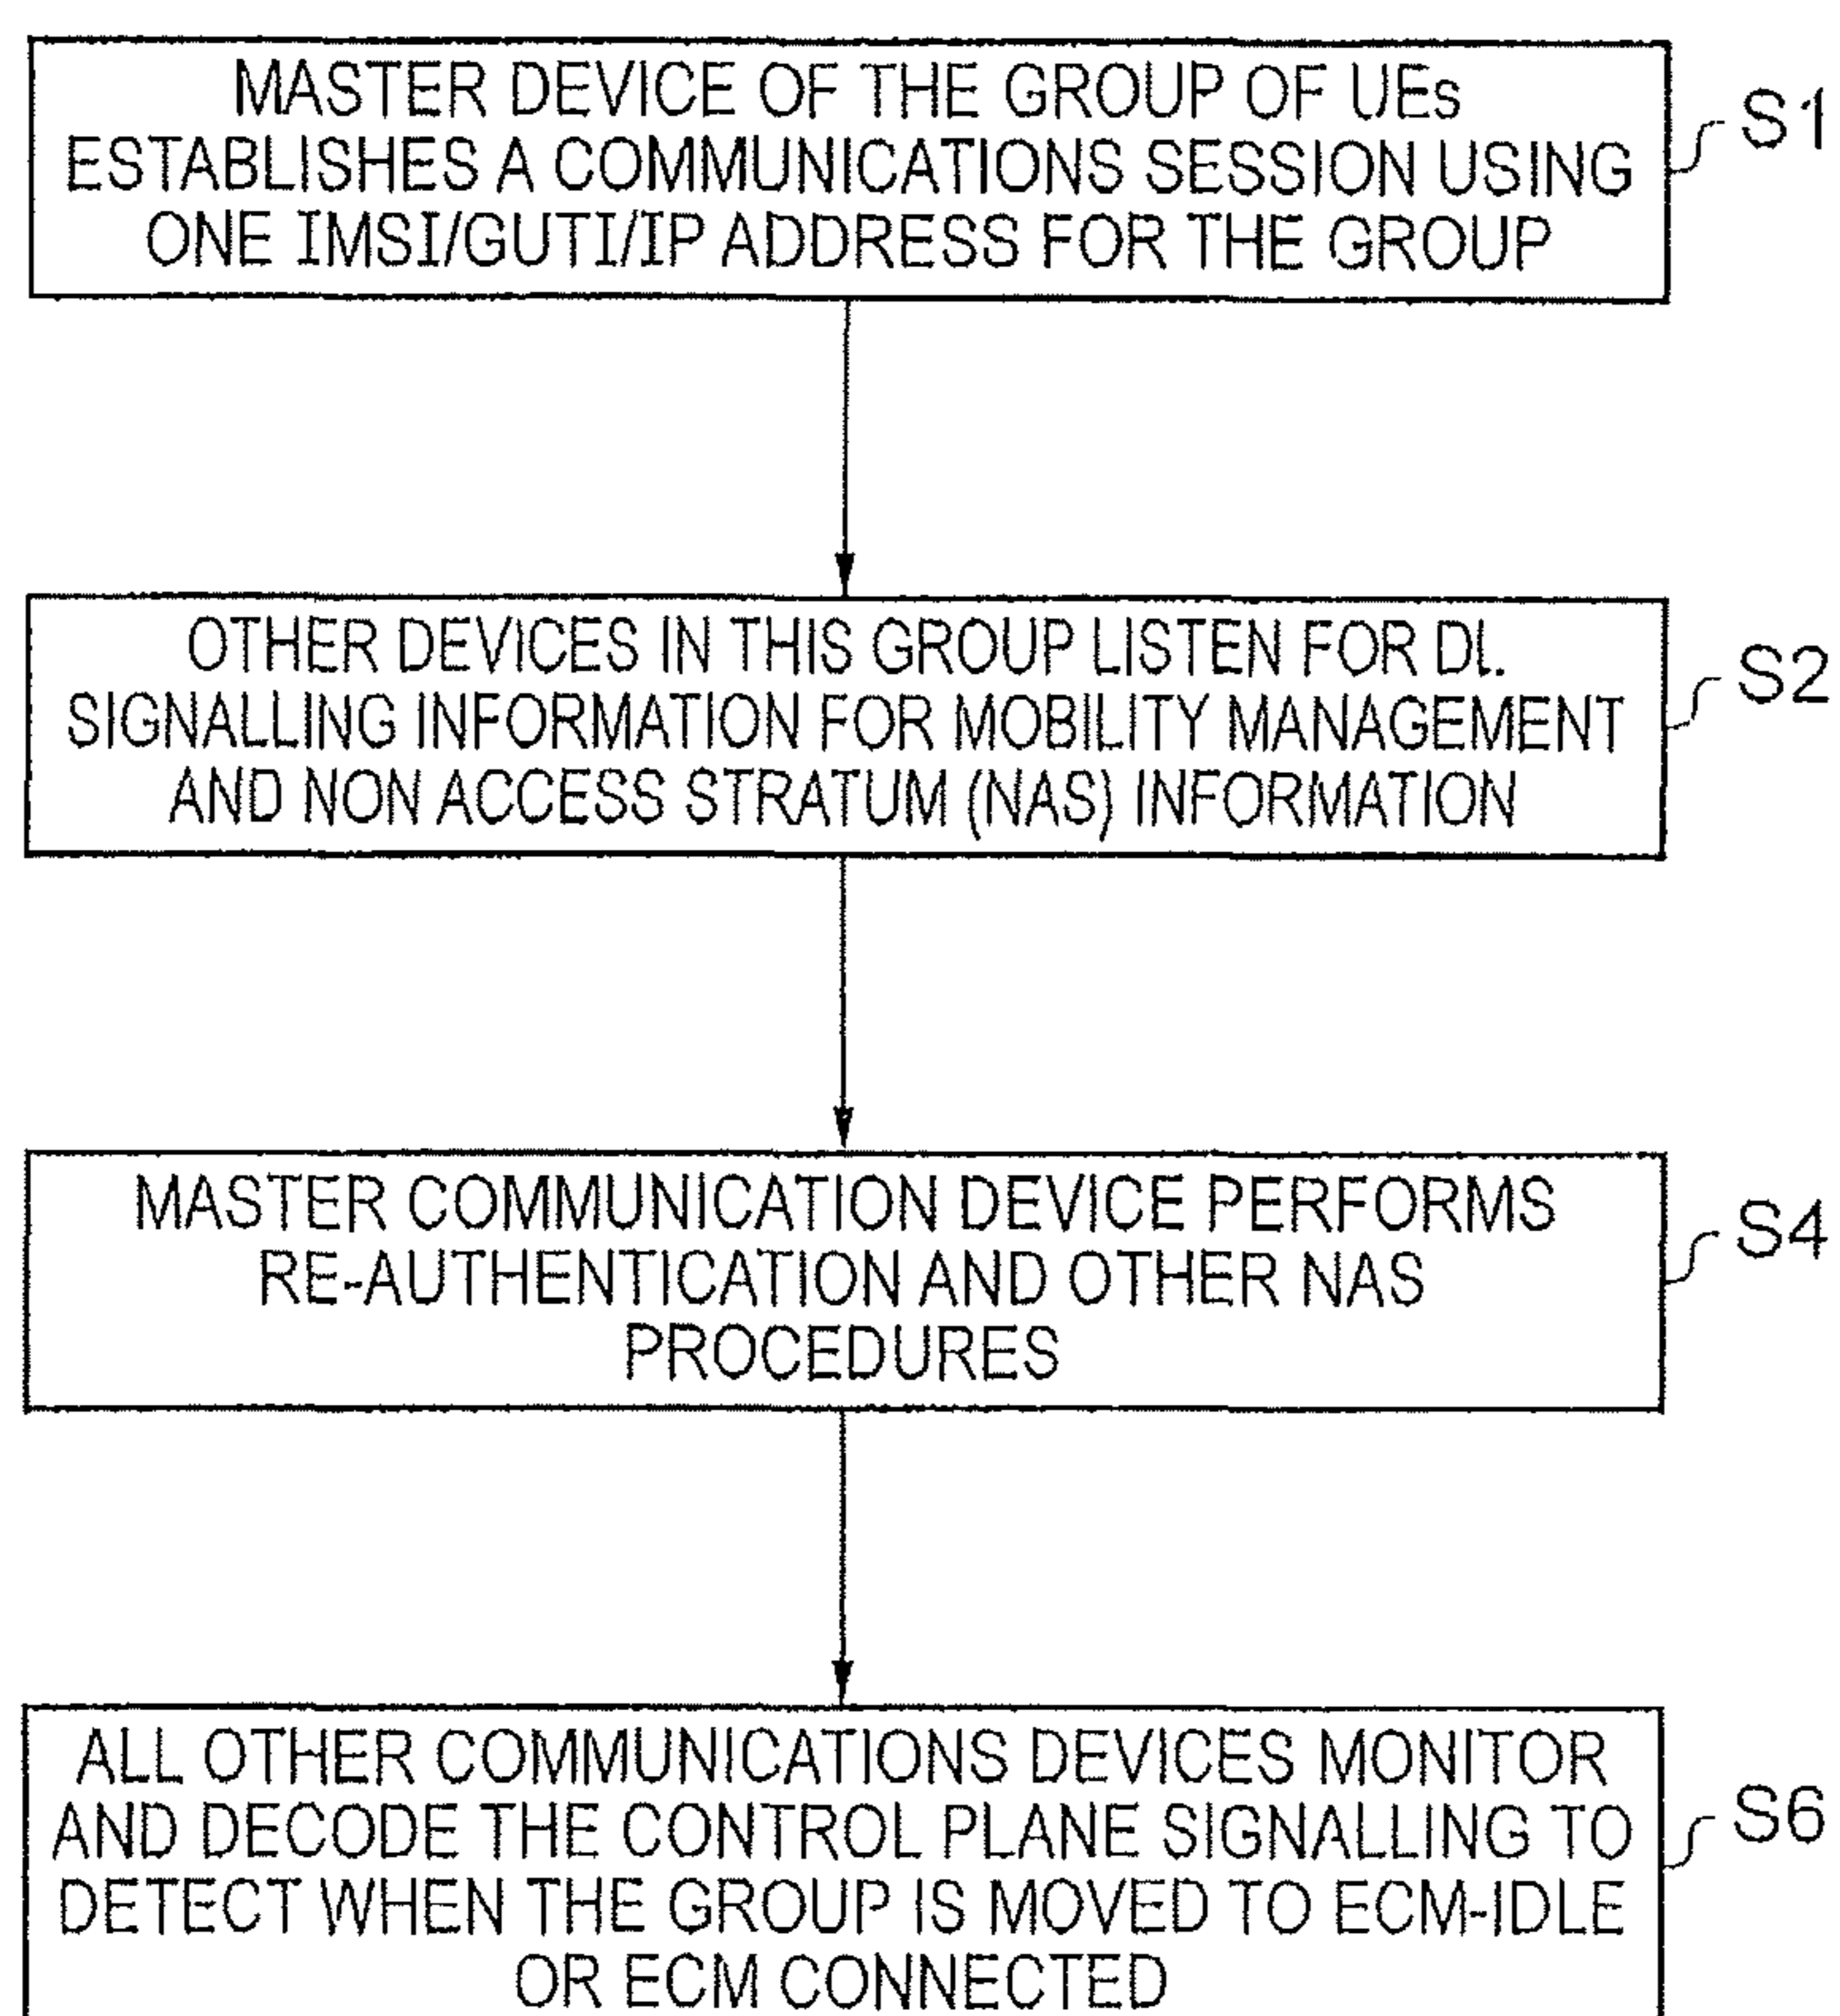 MASTER DEVICE OF THE GROUP OF UEs
ESTABLISHES A COMMUNICATIONS SESSION USING
ONE IMSI/GUTI/IP ADDRESS FOR THE GROUP
S1
OTHER DEVICES IN THIS GROUP LISTEN FOR DL
SIGNALLING INFORMATION FOR MOBILITY MANAGEMENT
AND NON ACCESS STRATUM (NAS) INFORMATION
S2
MASTER COMMUNICATION DEVICE PERFORMS
RE-AUTHENTICATION AND OTHER NAS
PROCEDURES
S4
ALL OTHER COMMUNICATIONS DEVICES MONITOR
AND DECODE THE CONTROL PLANE SIGNALLING TO
DETECT WHEN THE GROUP IS MOVED TO ECM-IDLE
OR ECM CONNECTED
S6